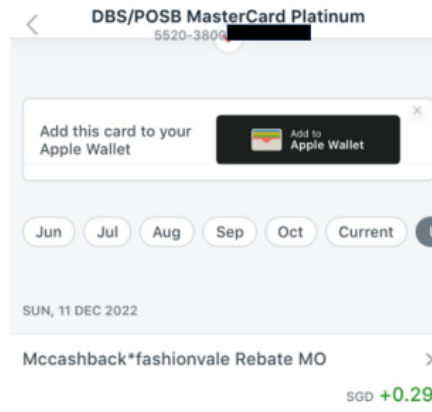 DBS/POSB MasterCard Platinum
5520-3800
Add this card to your
Apple Wallet
Add to
Apple Wallet
Jun Jul Aug Sep Oct Current
SUN, 11 DEC 2022
Mccashback*fashionvale Rebate MO
SGD +0.29